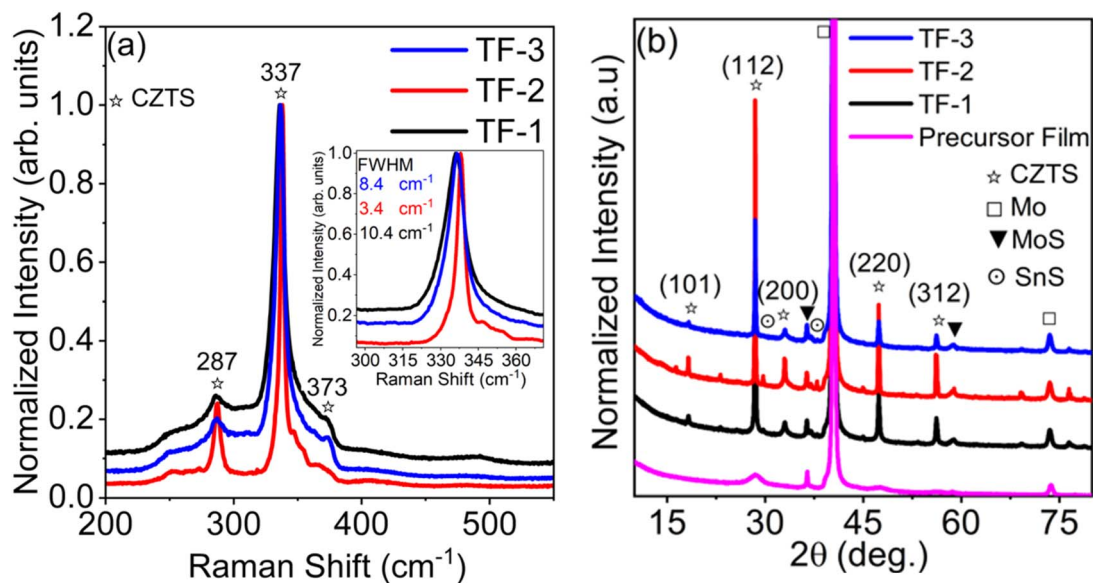 (a)
☆ CZTS
337
☆
TF-3
TF-2
TF-1
287
☆
373
☆
1.2
1.0
0.8
0.6
0.4
0.2
0.0
Normalized Intensity (arb. units)
200 300 400 500
Raman Shift (cm-1)
FWHM
8.4 cm-1
3.4 cm-1
10.4 cm-1
1.0
0.8
0.6
0.4
0.2
Normalized Intensity (arb. units)
300 315 330 345 360
Raman Shift (cm-1)
(b)
□
TF-3
TF-2
TF-1
Precursor Film
☆ CZTS
□ Mo
▼ MoS
⊙ SnS
(112)
☆
(101)
☆
(200)
⊙ ☆ ▼ ⊙
(220)
☆
(312)
☆ ▼
□
Normalized Intensity (a.u)
15 30 45 60 75
2θ (deg.)